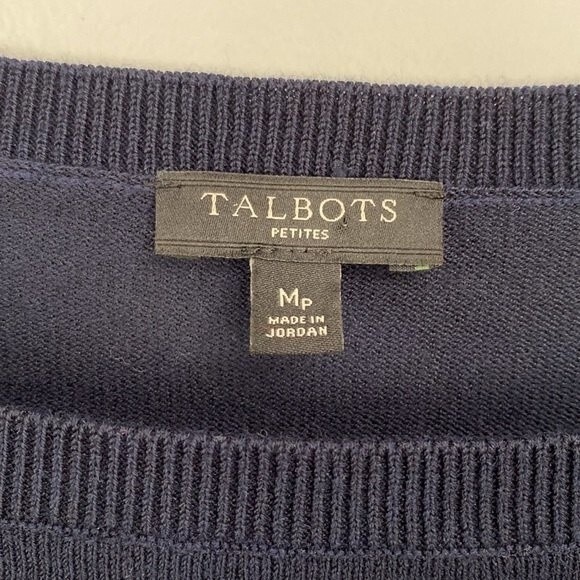 TALBOTS
PETITES
MP
MADE IN
JORDAN